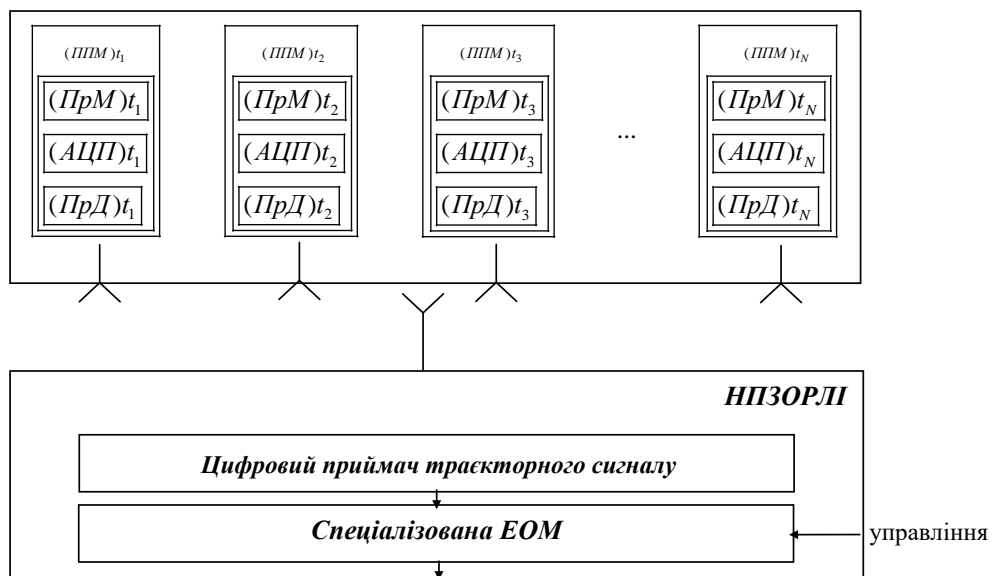 (ППМ)t₁ (ППМ)t₂ (ППМ)t₃ (ППМ)t_N
(ПрМ)t₁ (ПрМ)t₂ (ПрМ)t₃ (ПрМ)t_N
(АЦП)t₁ (АЦП)t₂ (АЦП)t₃ ... (АЦП)t_N
(ПрД)t₁ (ПрД)t₂ (ПрД)t₃ (ПрД)t_N
НПЗОРЛІ
Цифровий приймач траєкторного сигналу
Спеціалізована ЕОМ
управління